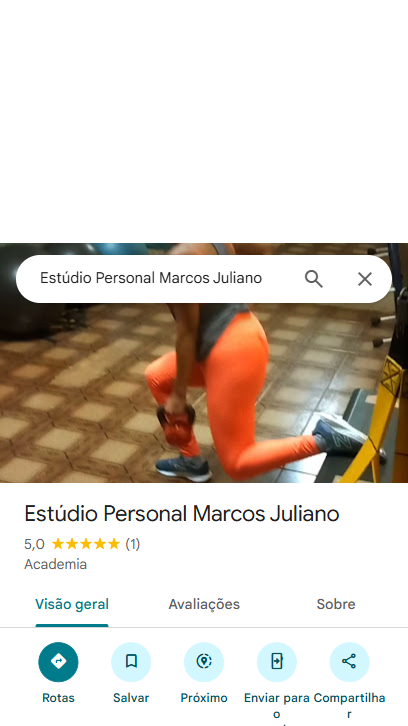 Estúdio Personal Marcos Juliano
Estúdio Personal Marcos Juliano
5,0 (1)
Academia
Visão geral Avaliações Sobre
Rotas Salvar Próximo Enviar para o Compartilhar